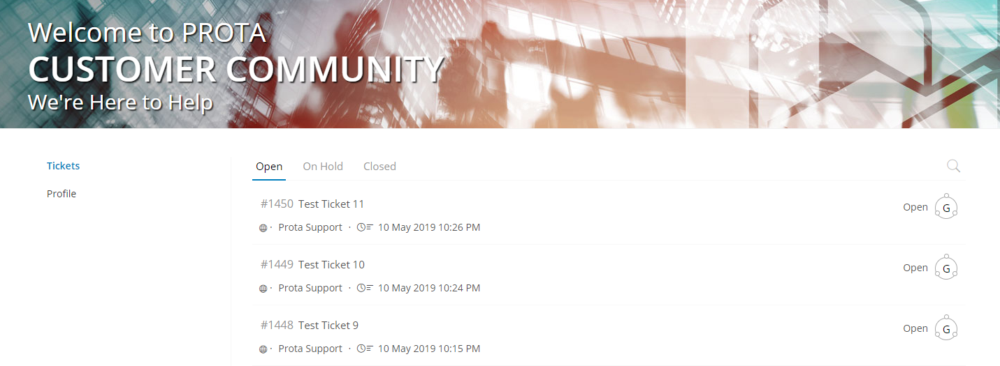 Welcome to PROTA
CUSTOMER COMMUNITY
We're Here to Help
Tickets
Profile
Open On Hold Closed
#1450 Test Ticket 11
Open G
· Prota Support · 10 May 2019 10:26 PM
#1449 Test Ticket 10
Open G
· Prota Support · 10 May 2019 10:24 PM
#1448 Test Ticket 9
Open G
· Prota Support · 10 May 2019 10:15 PM